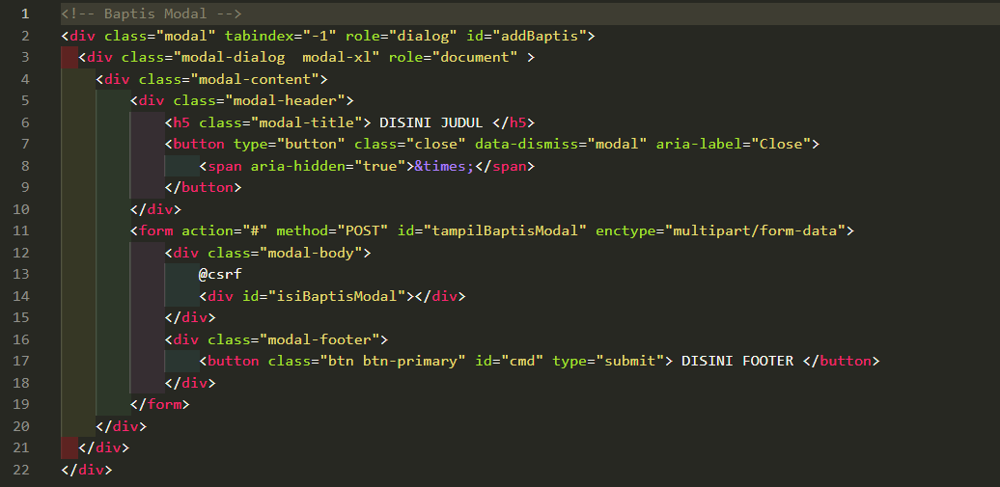 1 <!-- Baptis Modal -->
2 <div class="modal" tabindex="-1" role="dialog" id="addBaptis">
3 <div class="modal-dialog  modal-xl" role="document" >
4 <div class="modal-content">
5 <div class="modal-header">
6 <h5 class="modal-title"> DISINI JUDUL </h5>
7 <button type="button" class="close" data-dismiss="modal" aria-label="Close">
8 <span aria-hidden="true">&times;</span>
9 </button>
10 </div>
11 <form action="#" method="POST" id="tampilBaptisModal" enctype="multipart/form-data">
12 <div class="modal-body">
13 @csrf
14 <div id="isiBaptisModal"></div>
15 </div>
16 <div class="modal-footer">
17 <button class="btn btn-primary" id="cmd" type="submit"> DISINI FOOTER </button>
18 </div>
19 </form>
20 </div>
21 </div>
22 </div>